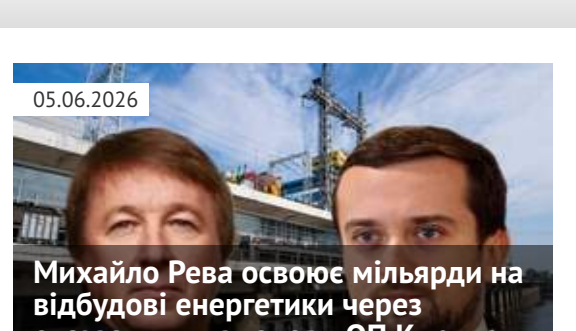 05.06.2026
Михайло Рева освоює мільярди на
відбудові енергетики через